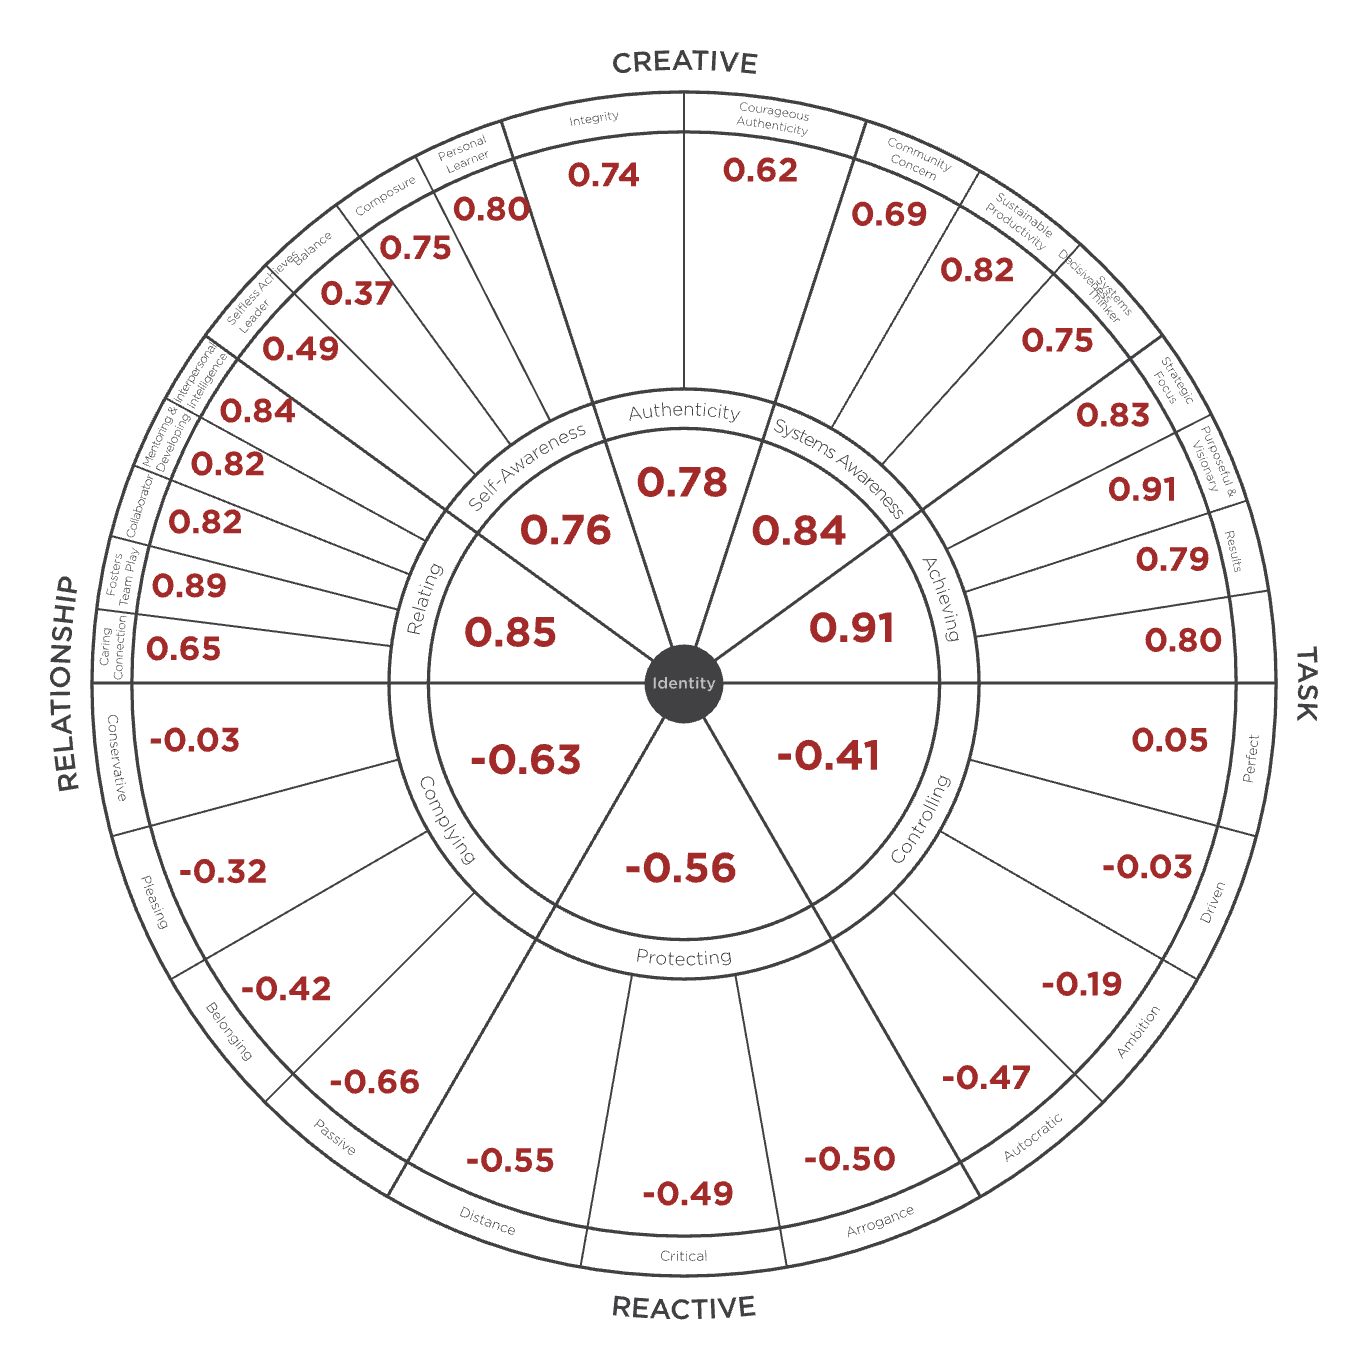 CREATIVE
Integrity
Courageous
Authenticity
Community
Concern
Sustainable
Productivity
Systems
Thinker
Decisiveness
Strategic
Focus
Purposeful &
Visionary
Results
Personal
Learner
Composure
Balance
Selfless Achieves
Leader
Interpersonal
Intelligence
Mentoring &
Developing
Collaborator
Fosters
Team Play
Caring
Connection
0.74
0.62
0.69
0.82
0.75
0.83
0.91
0.79
0.80
0.80
0.75
0.37
0.49
0.84
0.82
0.82
0.89
0.65
Self-Awareness
Authenticity
Systems Awareness
Relating
Achieving
0.76
0.78
0.84
0.85
0.91
Identity
RELATIONSHIP
TASK
-0.63
-0.56
-0.41
Complying
Protecting
Controlling
-0.03
-0.32
-0.42
-0.66
-0.55
-0.49
-0.50
-0.47
-0.19
-0.03
0.05
Conservative
Pleasing
Belonging
Passive
Distance
Critical
Arrogance
Autocratic
Ambition
Driven
Perfect
REACTIVE